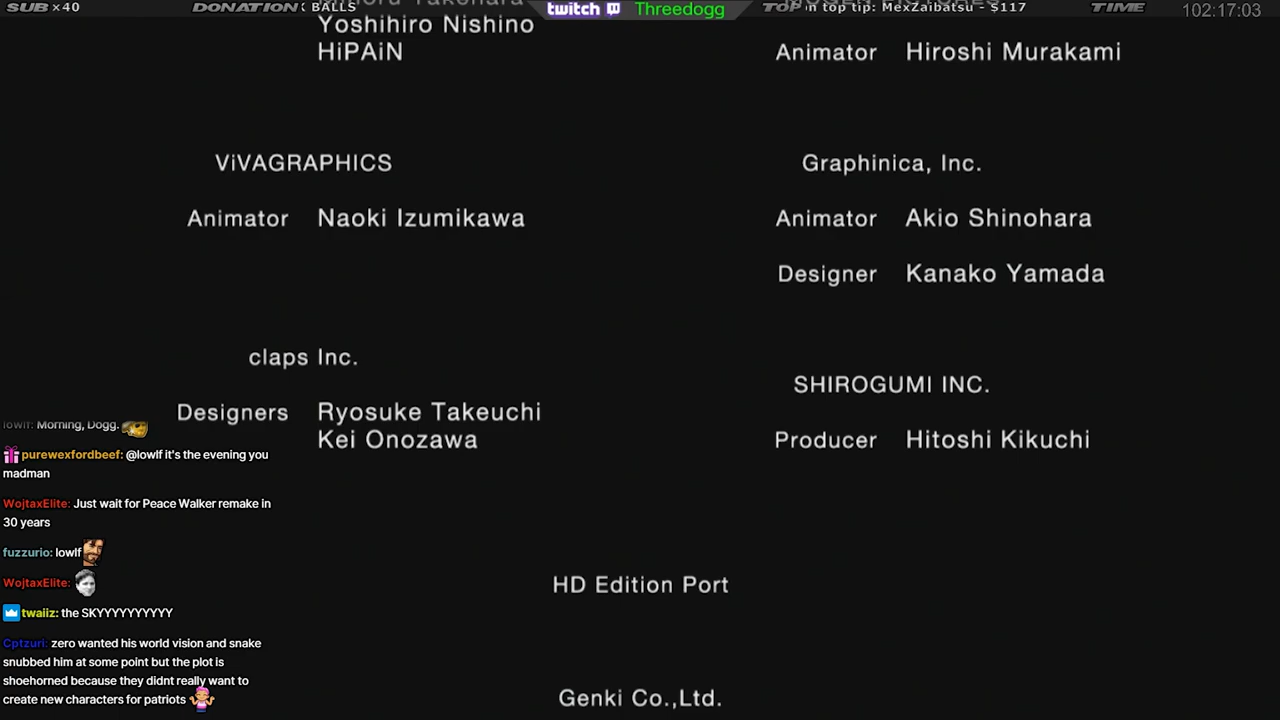 SUB ×40
DONATION
BALLS
twitch
Threedogg
TOP
n top tip: MexZaibatsu - $117
TIME
102:17:03
Yoshihiro Nishino
HiPAiN
Animator Hiroshi Murakami
ViVAGRAPHICS
Animator Naoki Izumikawa
Graphinica, Inc.
Animator Akio Shinohara
Designer Kanako Yamada
claps Inc.
Designers Ryosuke Takeuchi
Kei Onozawa
SHIROGUMI INC.
Producer Hitoshi Kikuchi
HD Edition Port
Genki Co.,Ltd.
lowlf: Morning, Dogg.
purewexfordbeef: @lowlf it's the evening you
madman
WojtaxElite: Just wait for Peace Walker remake in
30 years
fuzzurio: lowlf
WojtaxElite:
twaiiz: the SKYYYYYYYYYY
Cptzuri: zero wanted his world vision and snake
snubbed him at some point but the plot is
shoehorned because they didnt really want to
create new characters for patriots